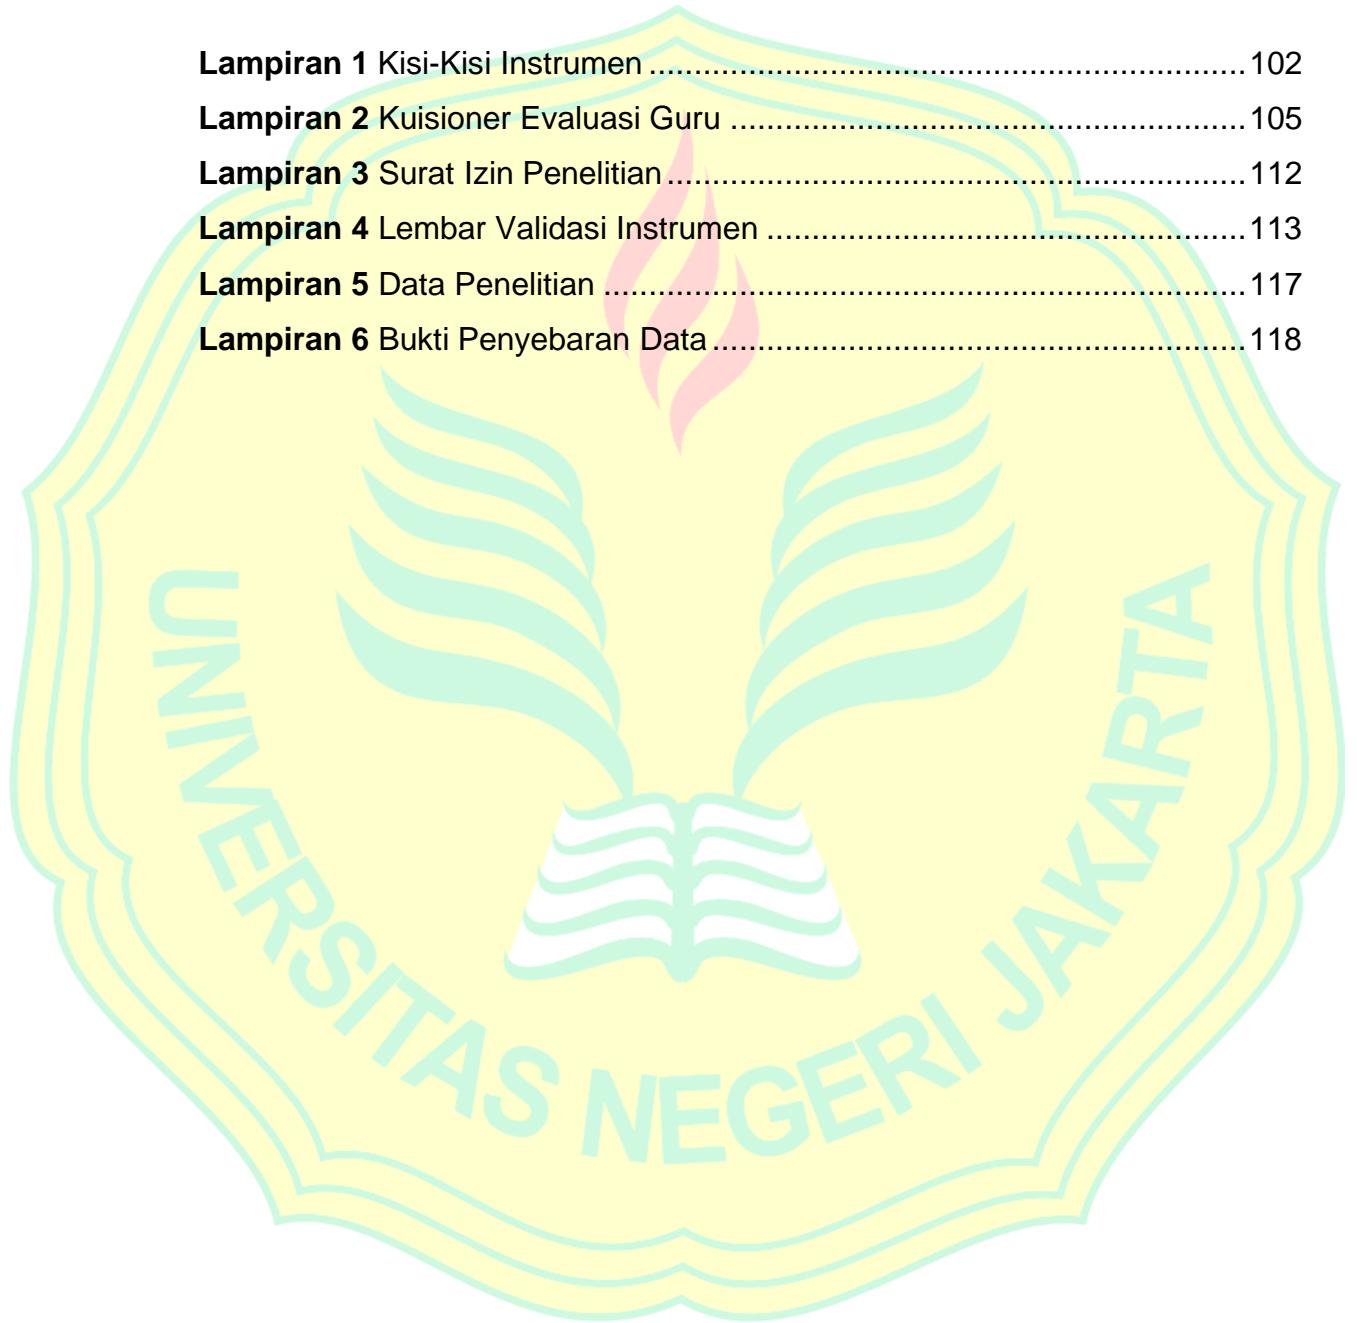 Lampiran 1 Kisi-Kisi Instrumen ................................................................ 102
Lampiran 2 Kuisioner Evaluasi Guru ........................................................ 105
Lampiran 3 Surat Izin Penelitian ............................................................... 112
Lampiran 4 Lembar Validasi Instrumen .................................................... 113
Lampiran 5 Data Penelitian ...................................................................... 117
Lampiran 6 Bukti Penyebaran Data .......................................................... 118
UNIVERSITAS NEGERI JAKARTA